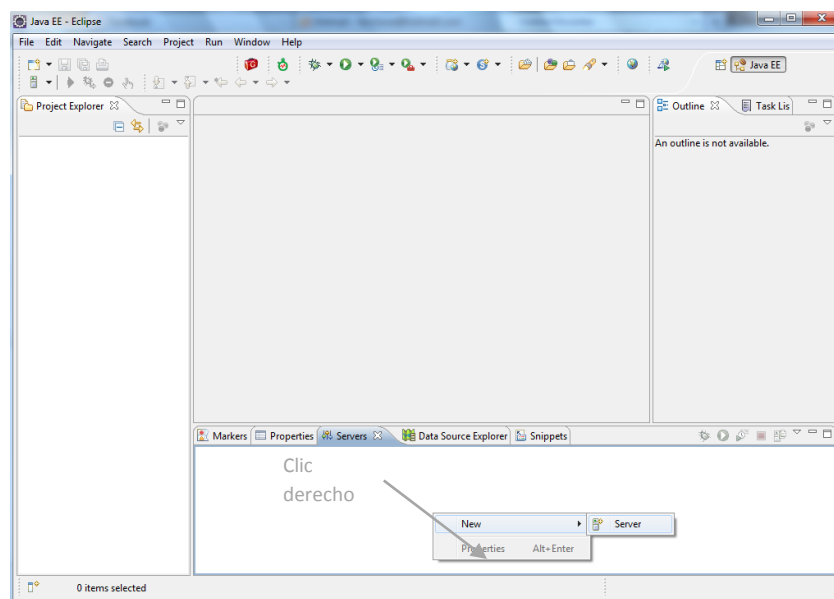 Java EE - Eclipse
File Edit Navigate Search Project Run Window Help
Java EE
Project Explorer
Outline Task Lis
An outline is not available.
Markers Properties Servers Data Source Explorer Snippets
Clic
derecho
New Server
Properties Alt+Enter
0 items selected